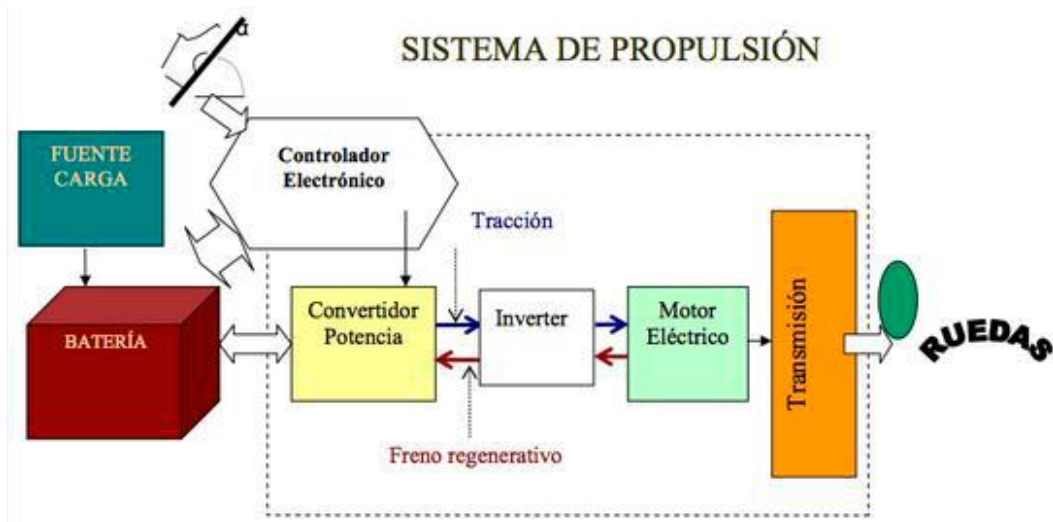 α
SISTEMA DE PROPULSIÓN
FUENTE
CARGA
Controlador
Electrónico
Tracción
BATERÍA
Convertidor
Potencia
Inverter
Motor
Eléctrico
Transmisión
RUEDAS
Freno regenerativo